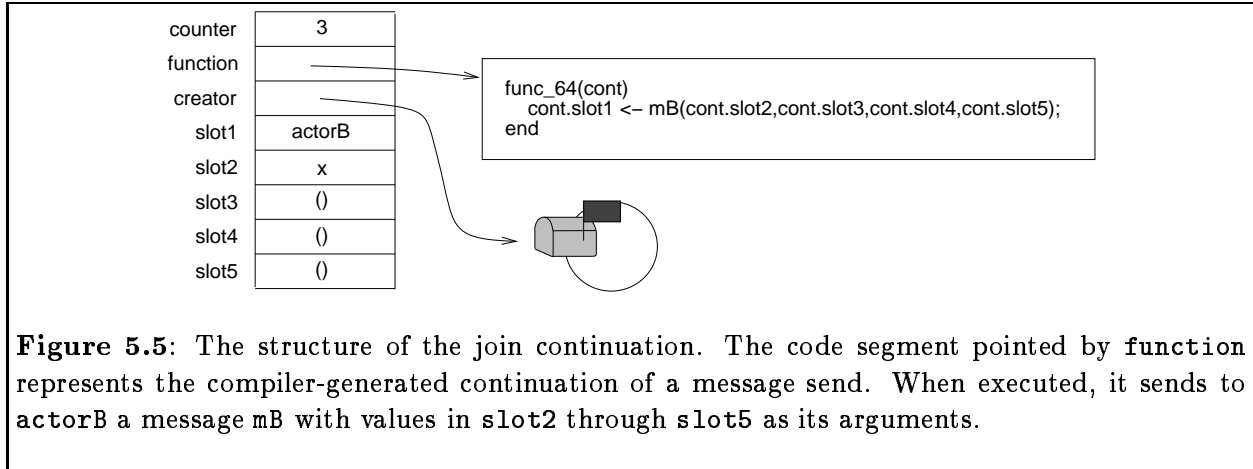 counter 3
function
creator
slot1 actorB
slot2 x
slot3 ()
slot4 ()
slot5 ()
func_64(cont)
cont.slot1 <− mB(cont.slot2,cont.slot3,cont.slot4,cont.slot5);
end
Figure 5.5: The structure of the join continuation. The code segment pointed by function
represents the compiler-generated continuation of a message send. When executed, it sends to
actorB a message mB with values in slot2 through slot5 as its arguments.